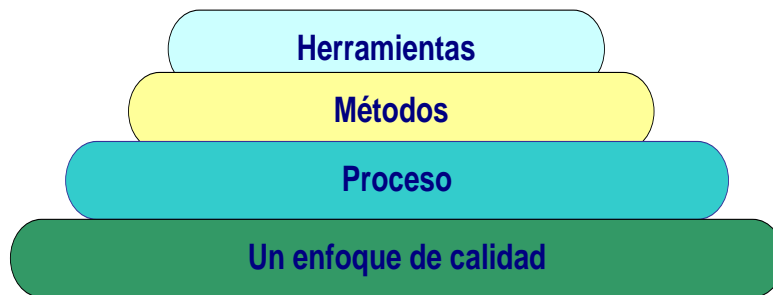 Herramientas
Métodos
Proceso
Un enfoque de calidad